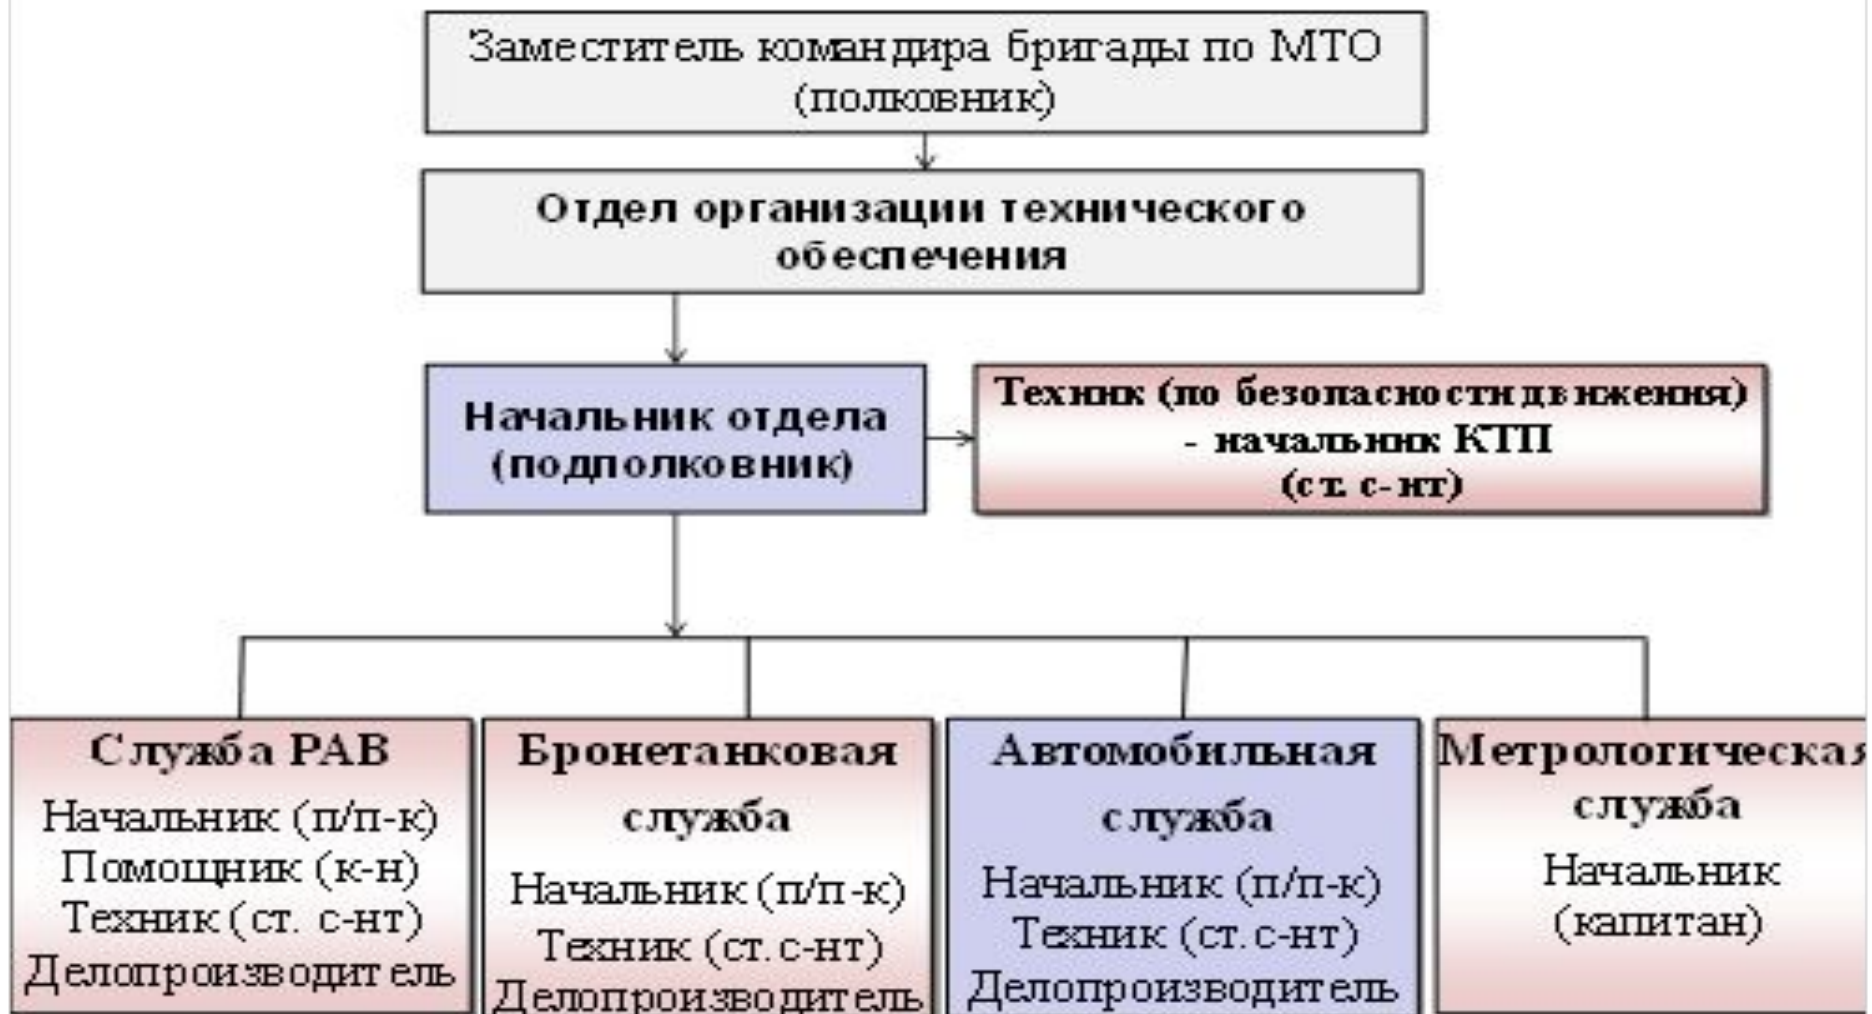 Заместитель командира бригады по МТО
(полковник)
Отдел организации технического
обеспечения
Начальник отдела
(подполковник)
Техник (по безопасности движения)
- начальник КТП
(ст. с-нт)
Служба РАВ
Начальник (п/п-к)
Помощник (к-н)
Техник (ст. с-нт)
Делопроизводитель
Бронетанковая
служба
Начальник (п/п-к)
Техник (ст. с-нт)
Делопроизводитель
Автомобильная
служба
Начальник (п/п-к)
Техник (ст. с-нт)
Делопроизводитель
Метрологическая
служба
Начальник
(капитан)